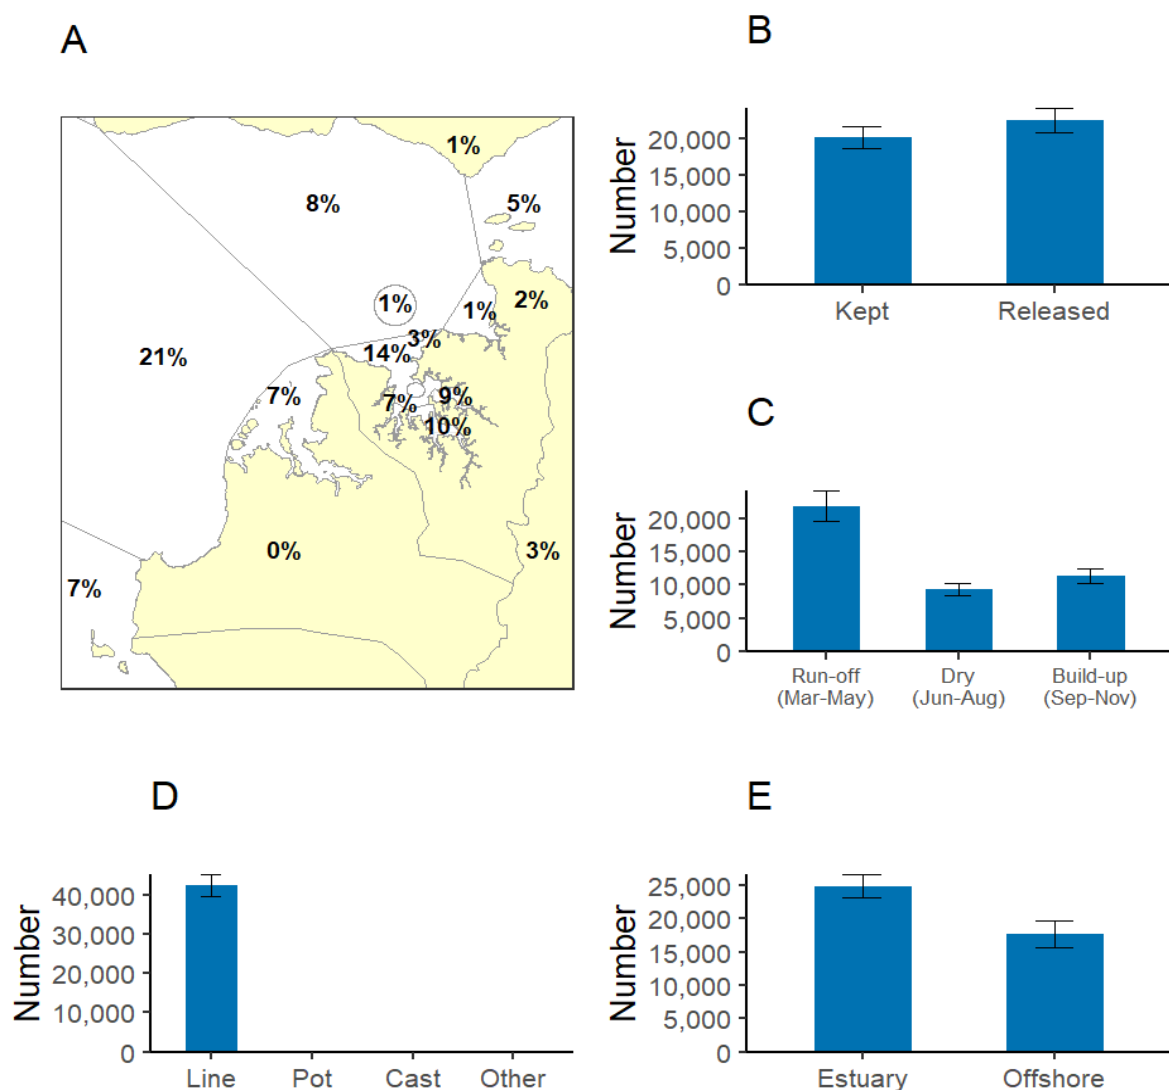 A
1%
8%
5%
2%
1%
1%
3%
21%
14%
7%
7%
9%
10%
0%
3%
7%
B
Number
20,000
15,000
10,000
5,000
0
Kept
Released
C
Number
20,000
15,000
10,000
5,000
0
Run-off
(Mar-May)
Dry
(Jun-Aug)
Build-up
(Sep-Nov)
D
Number
40,000
30,000
20,000
10,000
0
Line
Pot
Cast
Other
E
Number
25,000
20,000
15,000
10,000
5,000
0
Estuary
Offshore